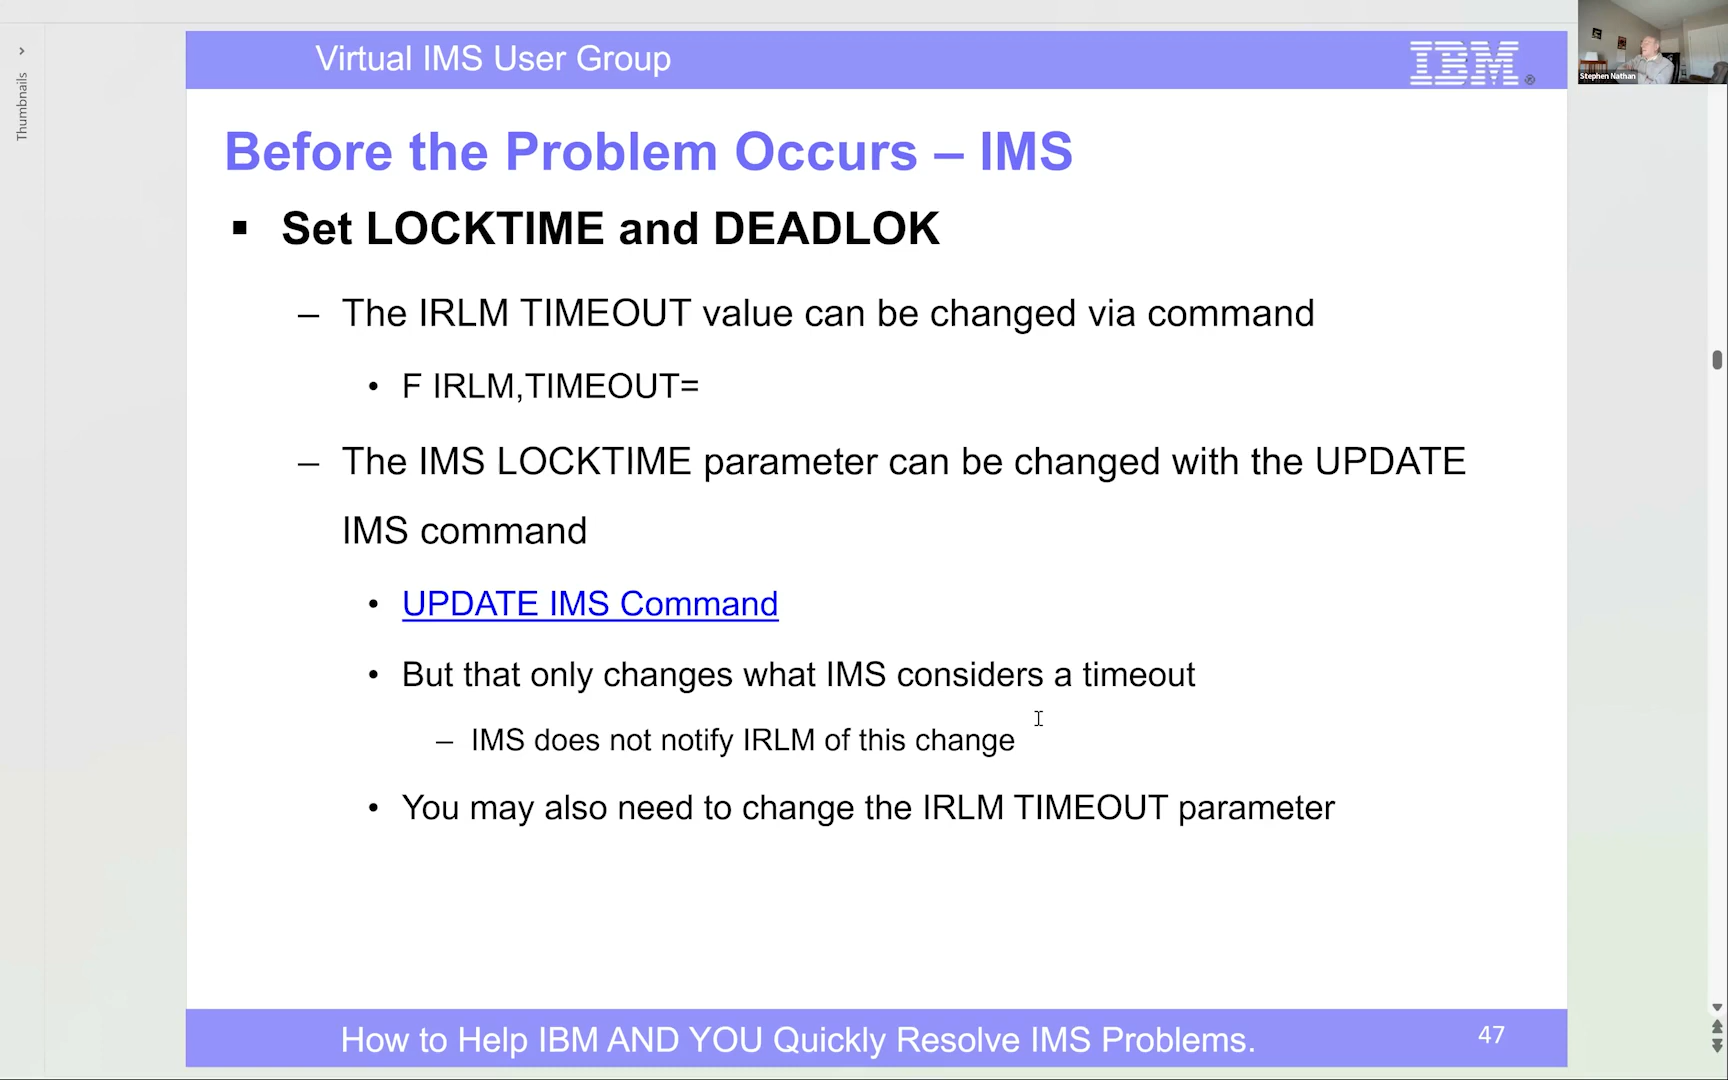 Virtual IMS User Group
IBM®
Stephen Nathan
Thumbnails
Before the Problem Occurs – IMS
▪ Set LOCKTIME and DEADLOK
– The IRLM TIMEOUT value can be changed via command
• F IRLM,TIMEOUT=
– The IMS LOCKTIME parameter can be changed with the UPDATE
IMS command
• UPDATE IMS Command
• But that only changes what IMS considers a timeout
– IMS does not notify IRLM of this change
• You may also need to change the IRLM TIMEOUT parameter
How to Help IBM AND YOU Quickly Resolve IMS Problems.
47